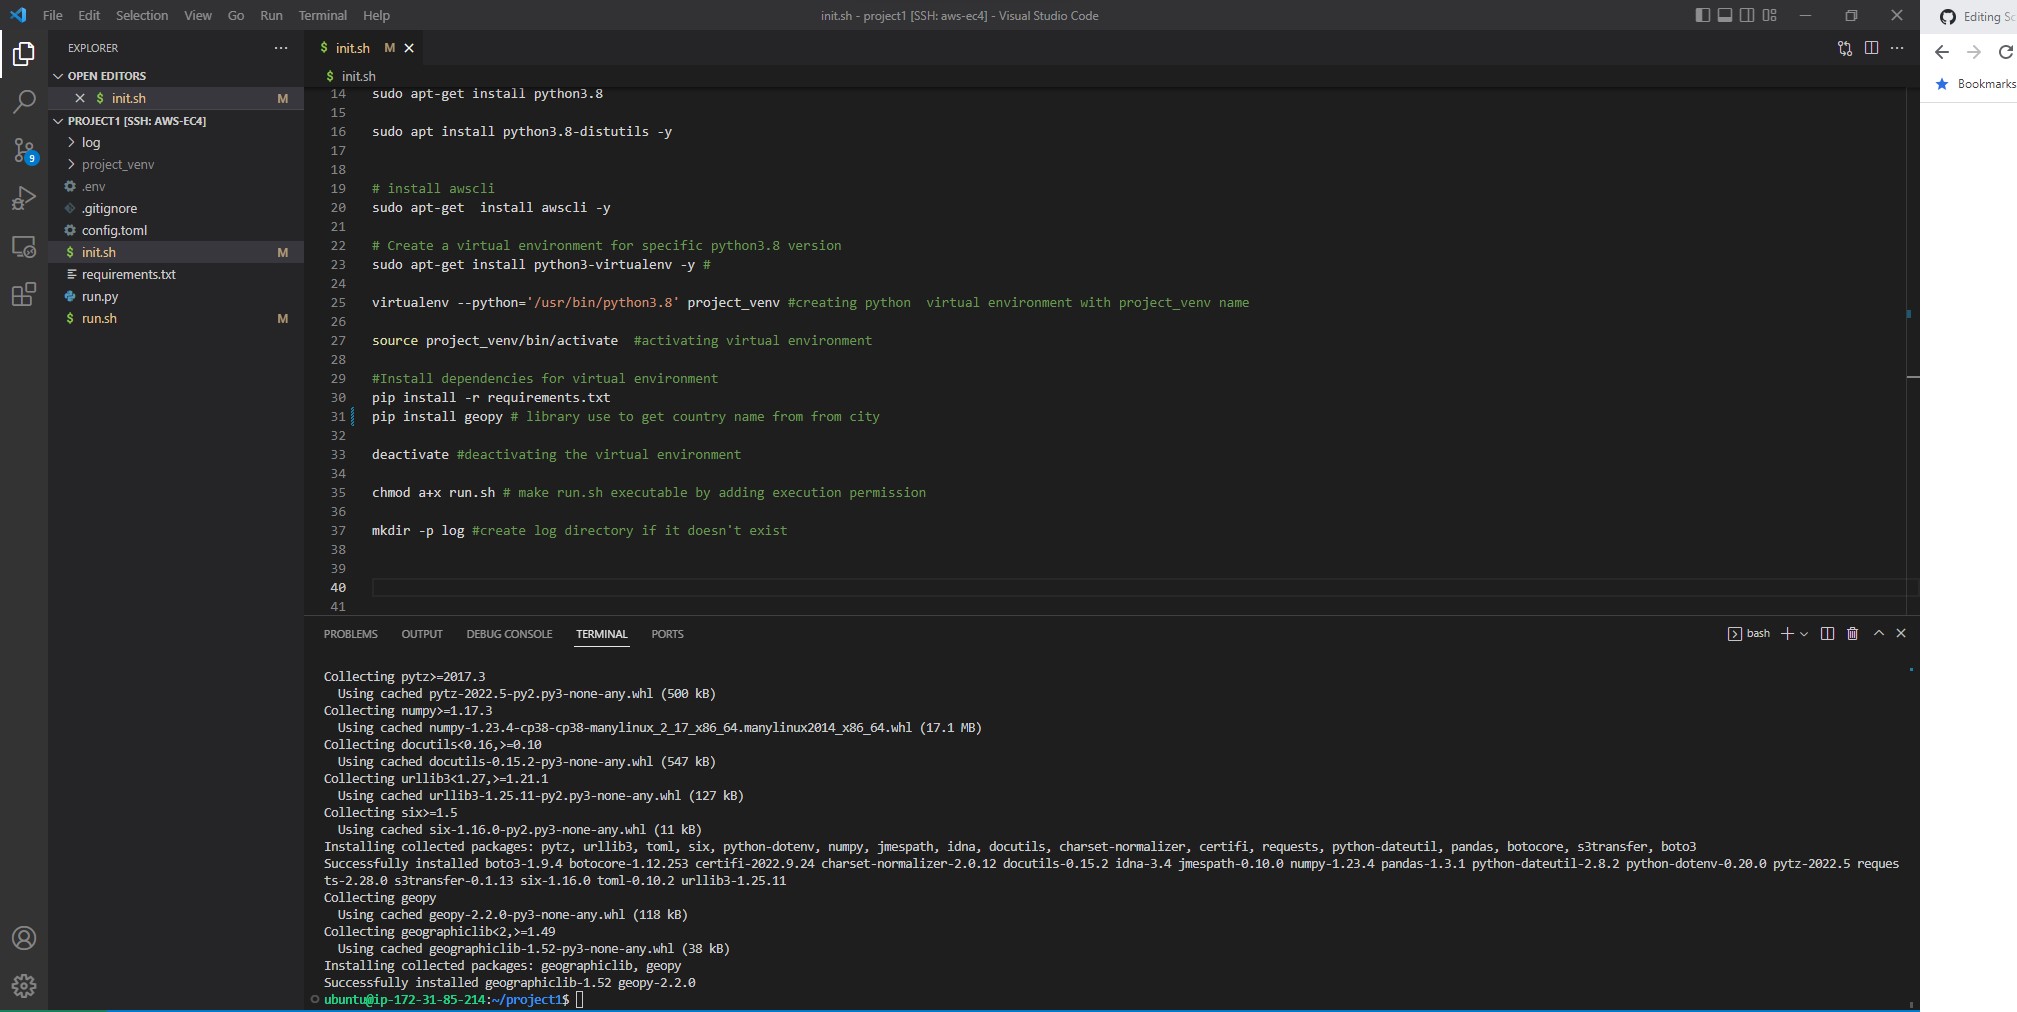 File Edit Selection View Go Run Terminal Help
init.sh - project1 [SSH: aws-ec4] - Visual Studio Code
Editing Sc
Bookmarks
EXPLORER
OPEN EDITORS
$ init.sh M
PROJECT1 [SSH: AWS-EC4]
log
project_venv
.env
.gitignore
config.toml
$ init.sh M
requirements.txt
run.py
$ run.sh M
9
$ init.sh M
$ init.sh
14 sudo apt-get install python3.8
15
16 sudo apt install python3.8-distutils -y
17
18
19 # install awscli
20 sudo apt-get  install awscli -y
21
22 # Create a virtual environment for specific python3.8 version
23 sudo apt-get install python3-virtualenv -y #
24
25 virtualenv --python='/usr/bin/python3.8' project_venv #creating python  virtual environment with project_venv name
26
27 source project_venv/bin/activate  #activating virtual environment
28
29 #Install dependencies for virtual environment
30 pip install -r requirements.txt
31 pip install geopy # library use to get country name from from city
32
33 deactivate #deactivating the virtual environment
34
35 chmod a+x run.sh # make run.sh executable by adding execution permission
36
37 mkdir -p log #create log directory if it doesn't exist
38
39
40
41
PROBLEMS OUTPUT DEBUG CONSOLE TERMINAL PORTS
bash
Collecting pytz>=2017.3
Using cached pytz-2022.5-py2.py3-none-any.whl (500 kB)
Collecting numpy>=1.17.3
Using cached numpy-1.23.4-cp38-cp38-manylinux_2_17_x86_64.manylinux2014_x86_64.whl (17.1 MB)
Collecting docutils<0.16,>=0.10
Using cached docutils-0.15.2-py3-none-any.whl (547 kB)
Collecting urllib3<1.27,>=1.21.1
Using cached urllib3-1.25.11-py2.py3-none-any.whl (127 kB)
Collecting six>=1.5
Using cached six-1.16.0-py2.py3-none-any.whl (11 kB)
Installing collected packages: pytz, urllib3, toml, six, python-dotenv, numpy, jmespath, idna, docutils, charset-normalizer, certifi, requests, python-dateutil, pandas, botocore, s3transfer, boto3
Successfully installed boto3-1.9.4 botocore-1.12.253 certifi-2022.9.24 charset-normalizer-2.0.12 docutils-0.15.2 idna-3.4 jmespath-0.10.0 numpy-1.23.4 pandas-1.3.1 python-dateutil-2.8.2 python-dotenv-0.20.0 pytz-2022.5 reques
ts-2.28.0 s3transfer-0.1.13 six-1.16.0 toml-0.10.2 urllib3-1.25.11
Collecting geopy
Using cached geopy-2.2.0-py3-none-any.whl (118 kB)
Collecting geographiclib<2,>=1.49
Using cached geographiclib-1.52-py3-none-any.whl (38 kB)
Installing collected packages: geographiclib, geopy
Successfully installed geographiclib-1.52 geopy-2.2.0
ubuntu@ip-172-31-85-214:~/project1$